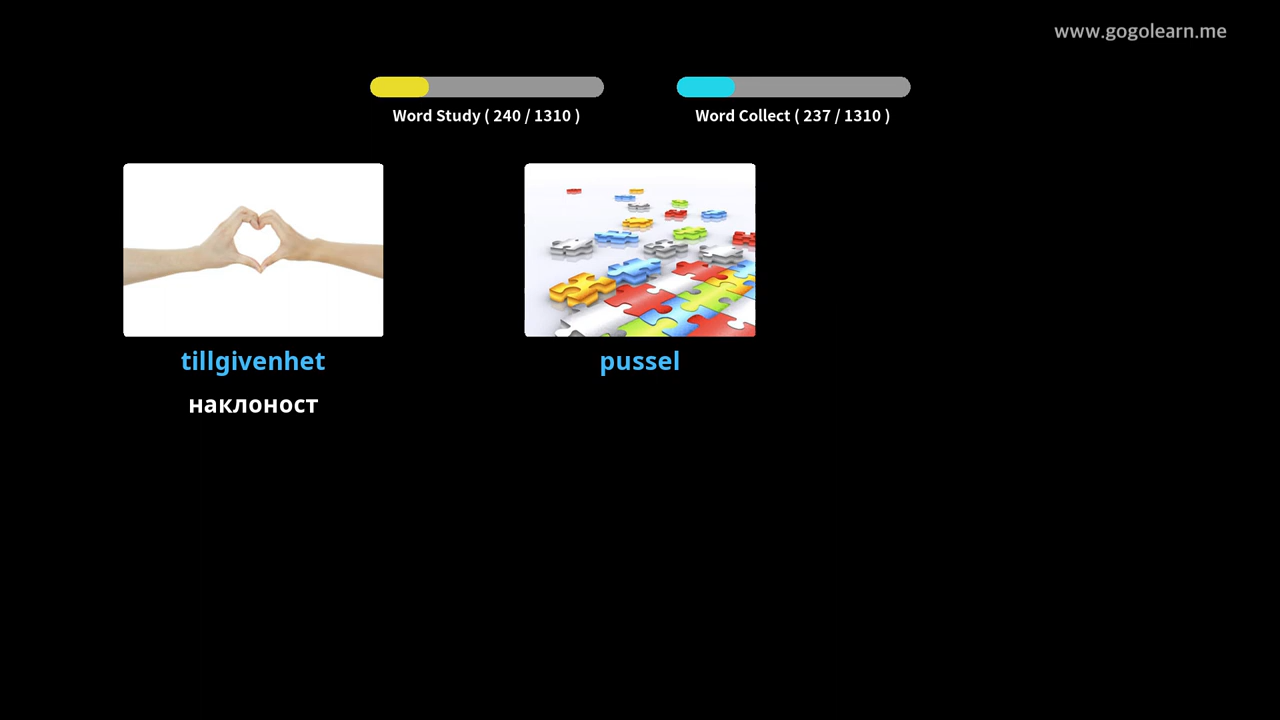 www.gogolearn.me
Word Study ( 240 / 1310 )
Word Collect ( 237 / 1310 )
tillgivenhet
pussel
наклоност